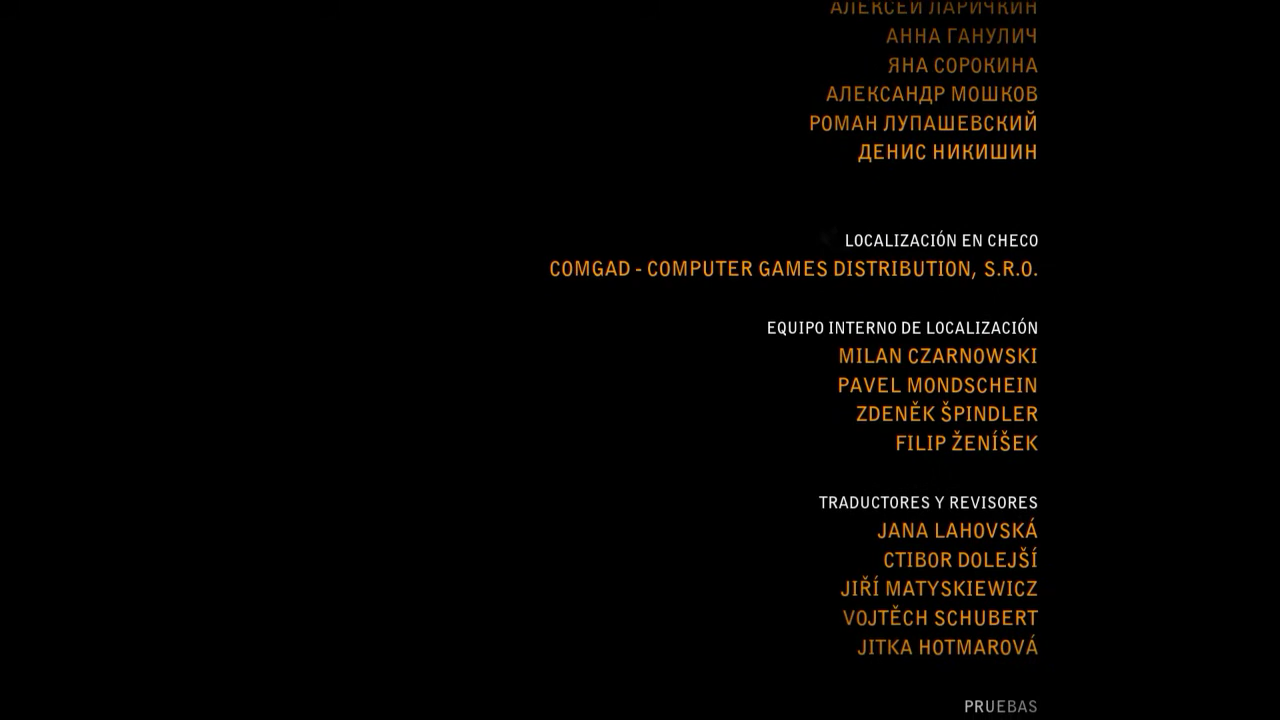 АЛЕКСЕЙ ЛАРИЧКИН
АННА ГАНУЛИЧ
ЯНА СОРОКИНА
АЛЕКСАНДР МОШКОВ
РОМАН ЛУПАШЕВСКИЙ
ДЕНИС НИКИШИН
LOCALIZACIÓN EN CHECO
COMGAD - COMPUTER GAMES DISTRIBUTION, S.R.O.
EQUIPO INTERNO DE LOCALIZACIÓN
MILAN CZARNOWSKI
PAVEL MONDSCHEIN
ZDENĚK ŠPINDLER
FILIP ŽENÍŠEK
TRADUCTORES Y REVISORES
JANA LAHOVSKÁ
CTIBOR DOLEJŠÍ
JIŘÍ MATYSKIEWICZ
VOJTĚCH SCHUBERT
JITKA HOTMAROVÁ
PRUEBAS